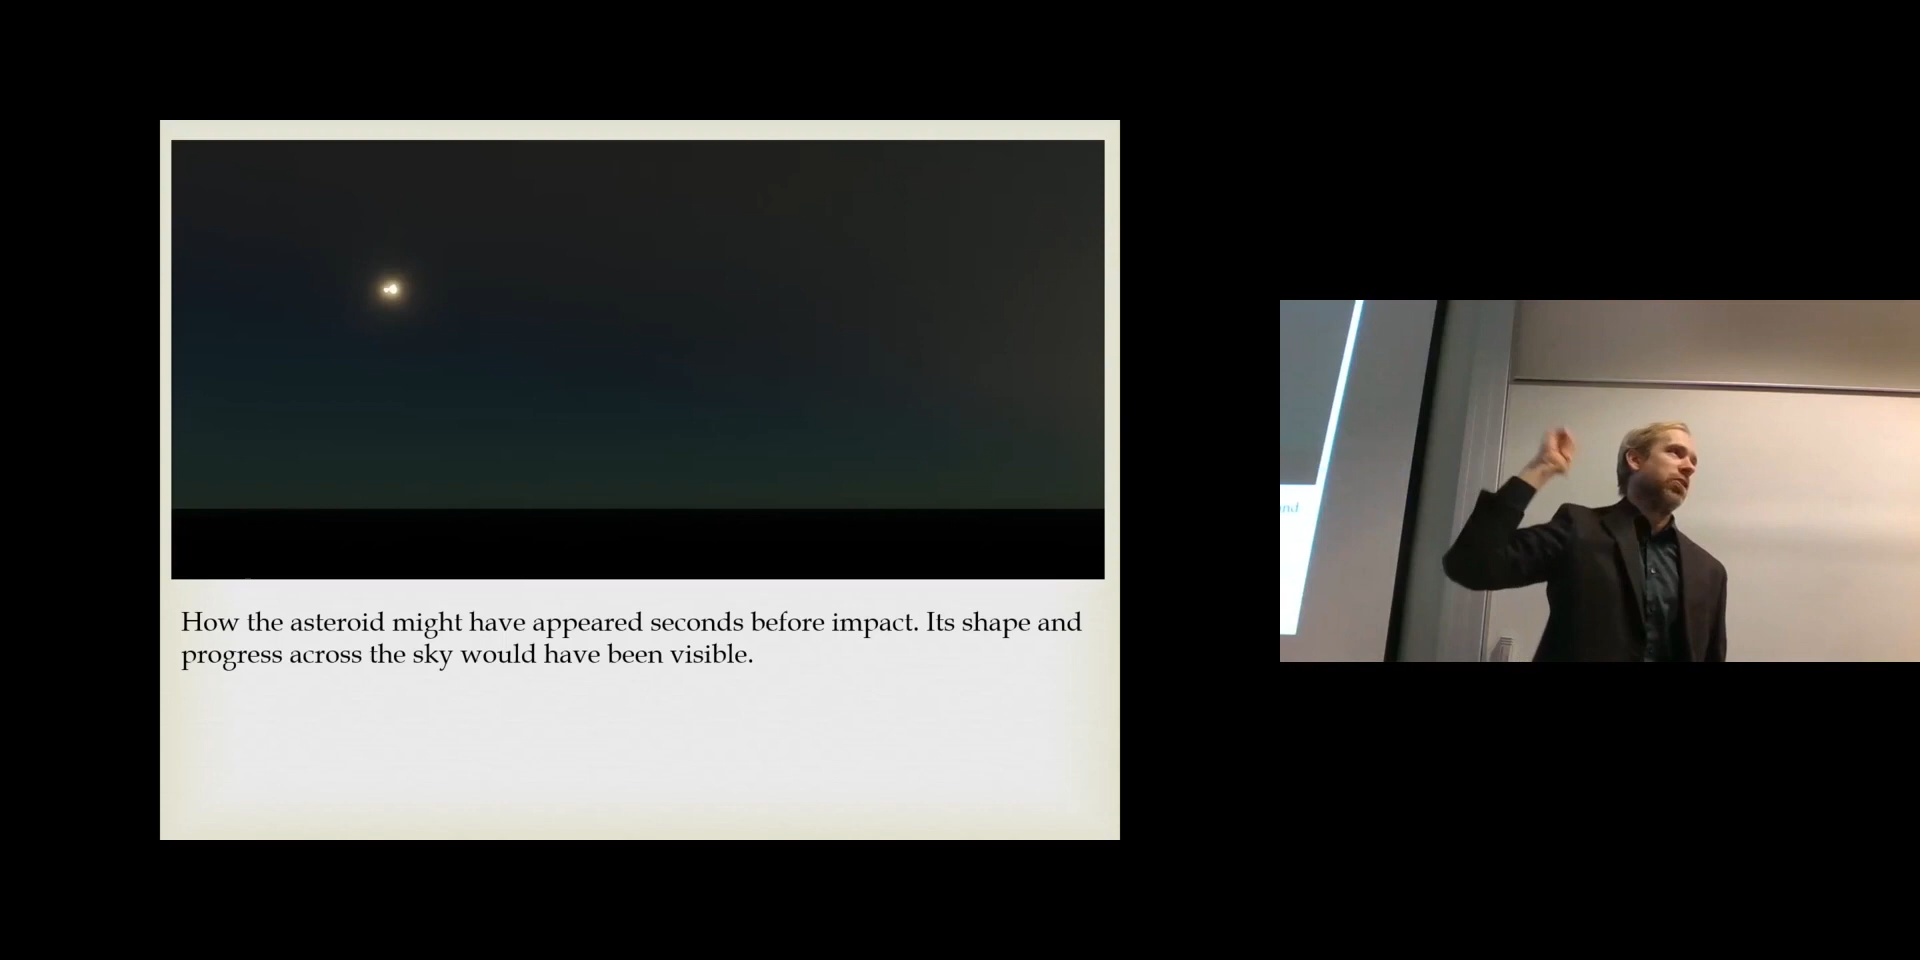 How the asteroid might have appeared seconds before impact. Its shape and
progress across the sky would have been visible.
and